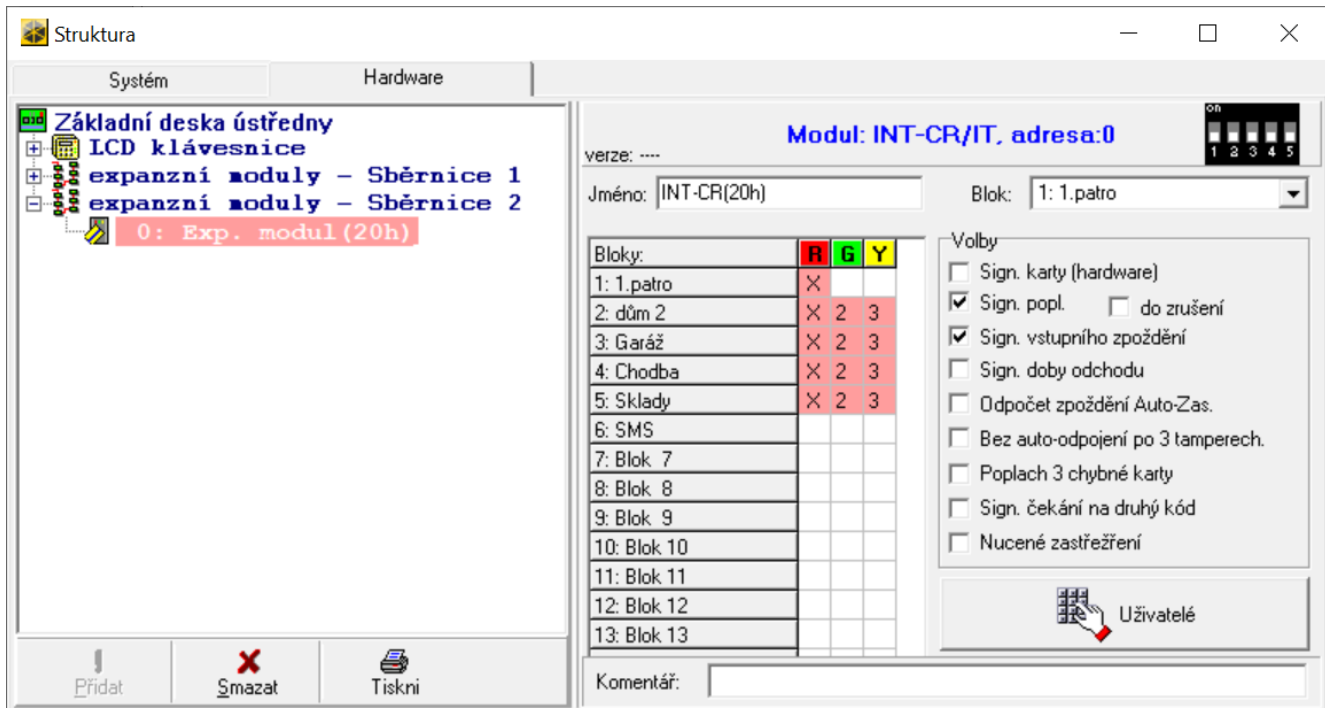 Struktura
Systém
Hardware
Základní deska ústředny
LCD klávesnice
expanzní moduly - Sběrnice 1
expanzní moduly - Sběrnice 2
0: Exp. modul(20h)
Přidat
Smazat
Tiskni
verze: ----
Modul: INT-CR/IT, adresa:0
on
1 2 3 4 5
Jméno: INT-CR(20h)
Blok: 1: 1.patro
Bloky: R G Y
1: 1.patro X
2: dům 2 X 2 3
3: Garáž X 2 3
4: Chodba X 2 3
5: Sklady X 2 3
6: SMS
7: Blok 7
8: Blok 8
9: Blok 9
10: Blok 10
11: Blok 11
12: Blok 12
13: Blok 13
Volby
Sign. karty (hardware)
Sign. popl. do zrušení
Sign. vstupního zpoždění
Sign. doby odchodu
Odpočet zpoždění Auto-Zas.
Bez auto-odpojení po 3 tamperech.
Poplach 3 chybné karty
Sign. čekání na druhý kód
Nucené zastřežření
Uživatelé
Komentář: